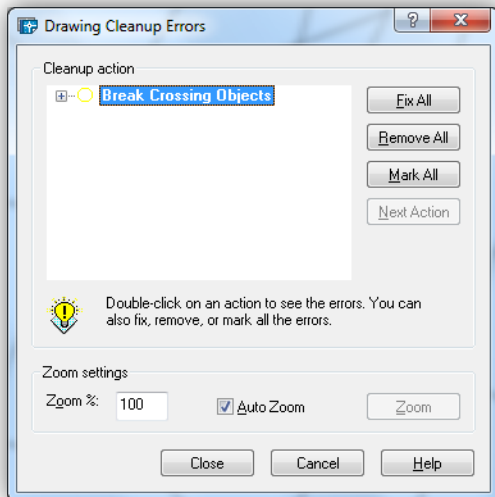 Drawing Cleanup Errors
Cleanup action
Break Crossing Objects
Fix All
Remove All
Mark All
Next Action
Double-click on an action to see the errors. You can
also fix, remove, or mark all the errors.
Zoom settings
Zoom %: 100 Auto Zoom Zoom
Close Cancel Help